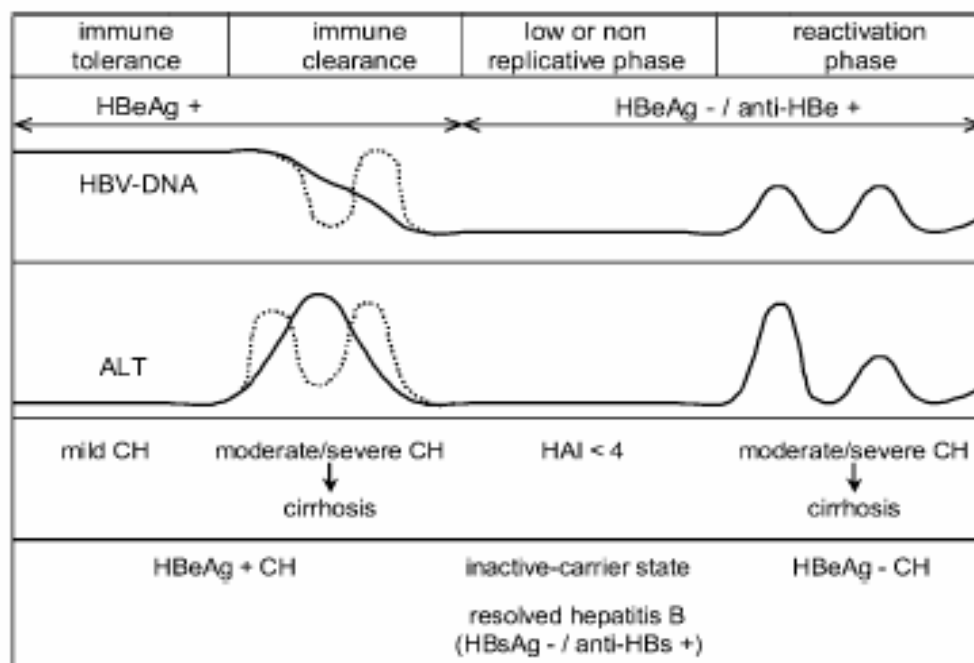 immune tolerance
immune clearance
low or non replicative phase
reactivation phase
HBeAg +
HBeAg - / anti-HBe +
HBV-DNA
ALT
mild CH
moderate/severe CH
HAI < 4
moderate/severe CH
cirrhosis
cirrhosis
HBeAg + CH
inactive-carrier state
HBeAg - CH
resolved hepatitis B
(HBsAg - / anti-HBs +)